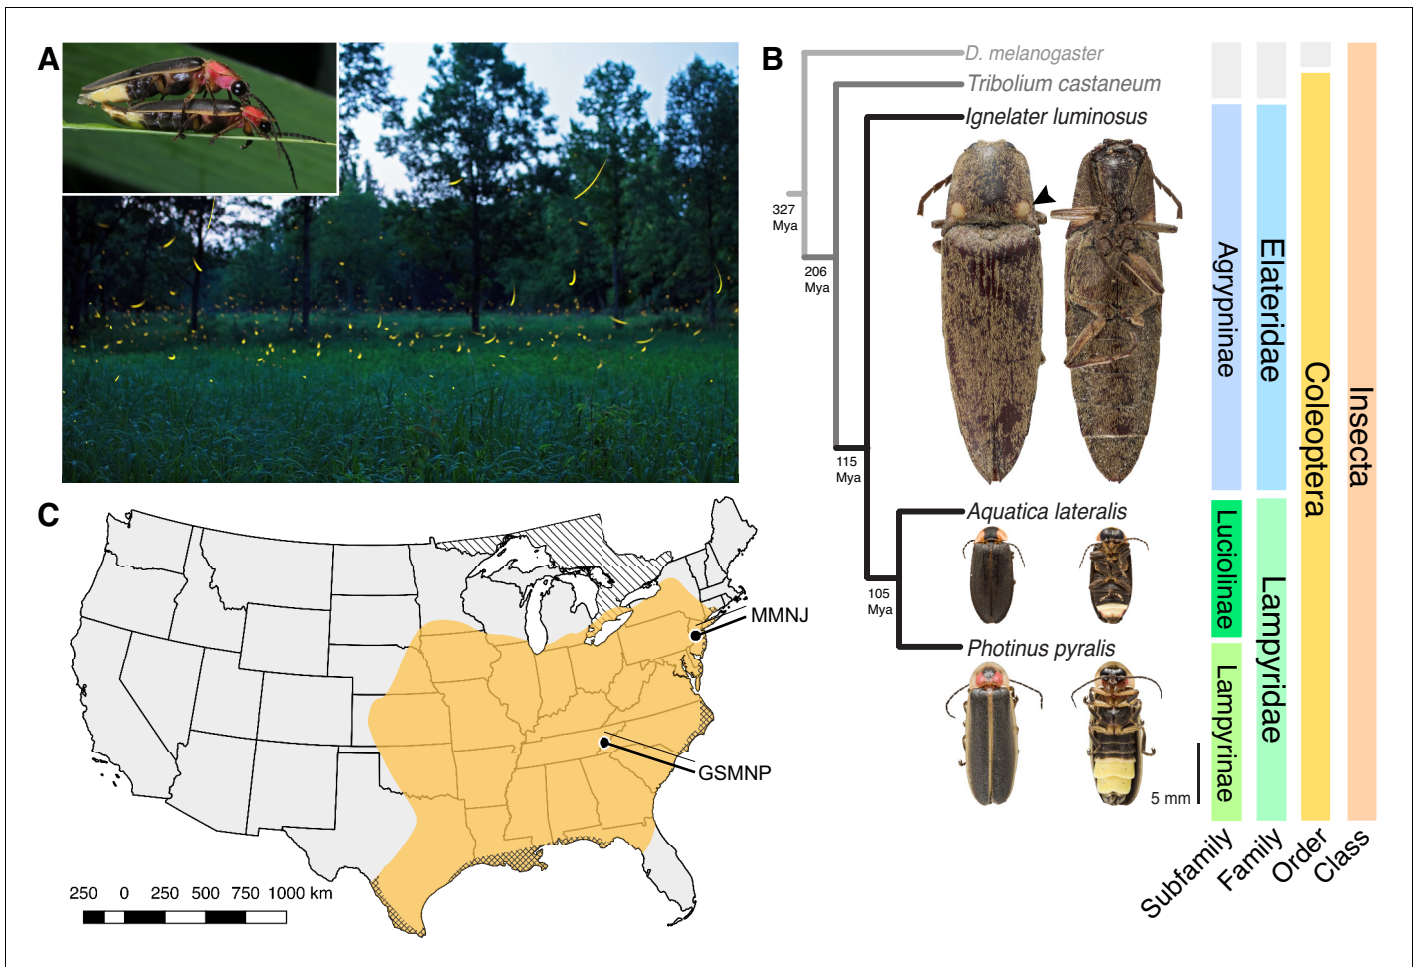 A
B
D. melanogaster
Tribolium castaneum
Ignelater luminosus
327
Mya
206
Mya
115
Mya
Aquatica lateralis
105
Mya
Photinus pyralis
5 mm
Agrypninae
Elateridae
Coleoptera
Insecta
Luciolinae
Lampyridae
Lampyrinae
Subfamily
Family
Order
Class
C
MMNJ
GSMNP
250 0 250 500 750 1000 km